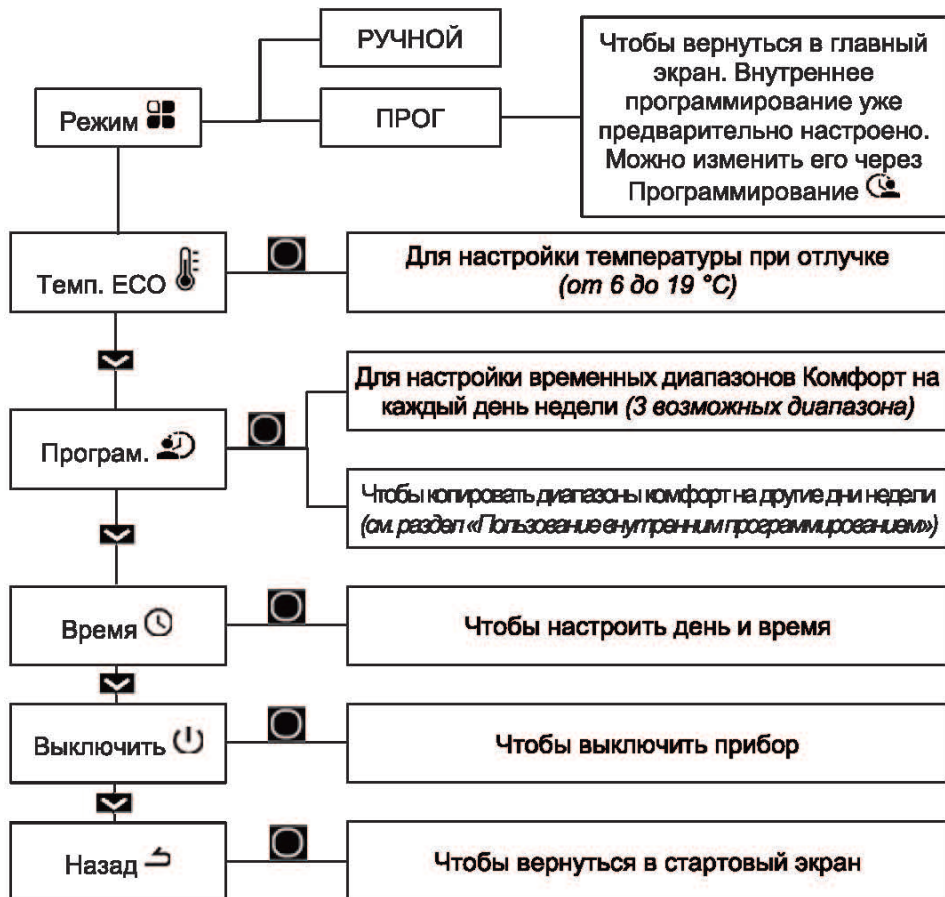 РУЧНОЙ
Режим
ПРОГ
Чтобы вернуться в главный
экран. Внутреннее
программирование уже
предварительно настроено.
Можно изменить его через
Программирование
Темп. ECO
Для настройки температуры при отлучке
(от 6 до 19 °C)
Програм.
Для настройки временных диапазонов Комфорт на
каждый день недели (3 возможных диапазона)
Чтобы копировать диапазоны комфорт на другие дни недели
(см. раздел «Пользование внутренним программированием»)
Время
Чтобы настроить день и время
Выключить
Чтобы выключить прибор
Назад
Чтобы вернуться в стартовый экран